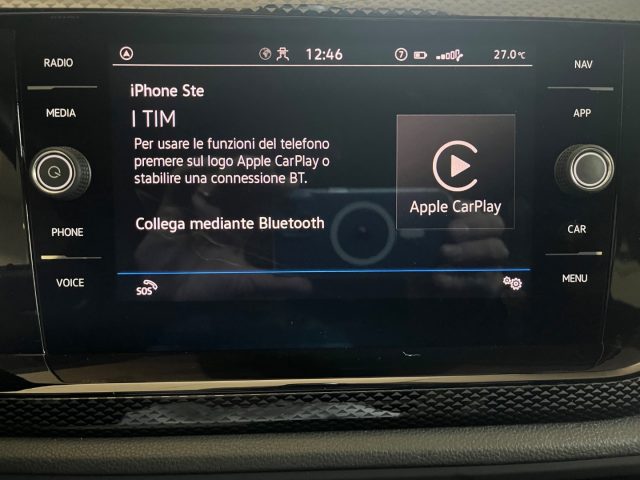 RADIO
MEDIA
PHONE
VOICE
12:46
7
27.0°C
iPhone Ste
I TIM
Per usare le funzioni del telefono
premere sul logo Apple CarPlay o
stabilire una connessione BT.
Collega mediante Bluetooth
Apple CarPlay
SOS
NAV
APP
CAR
MENU